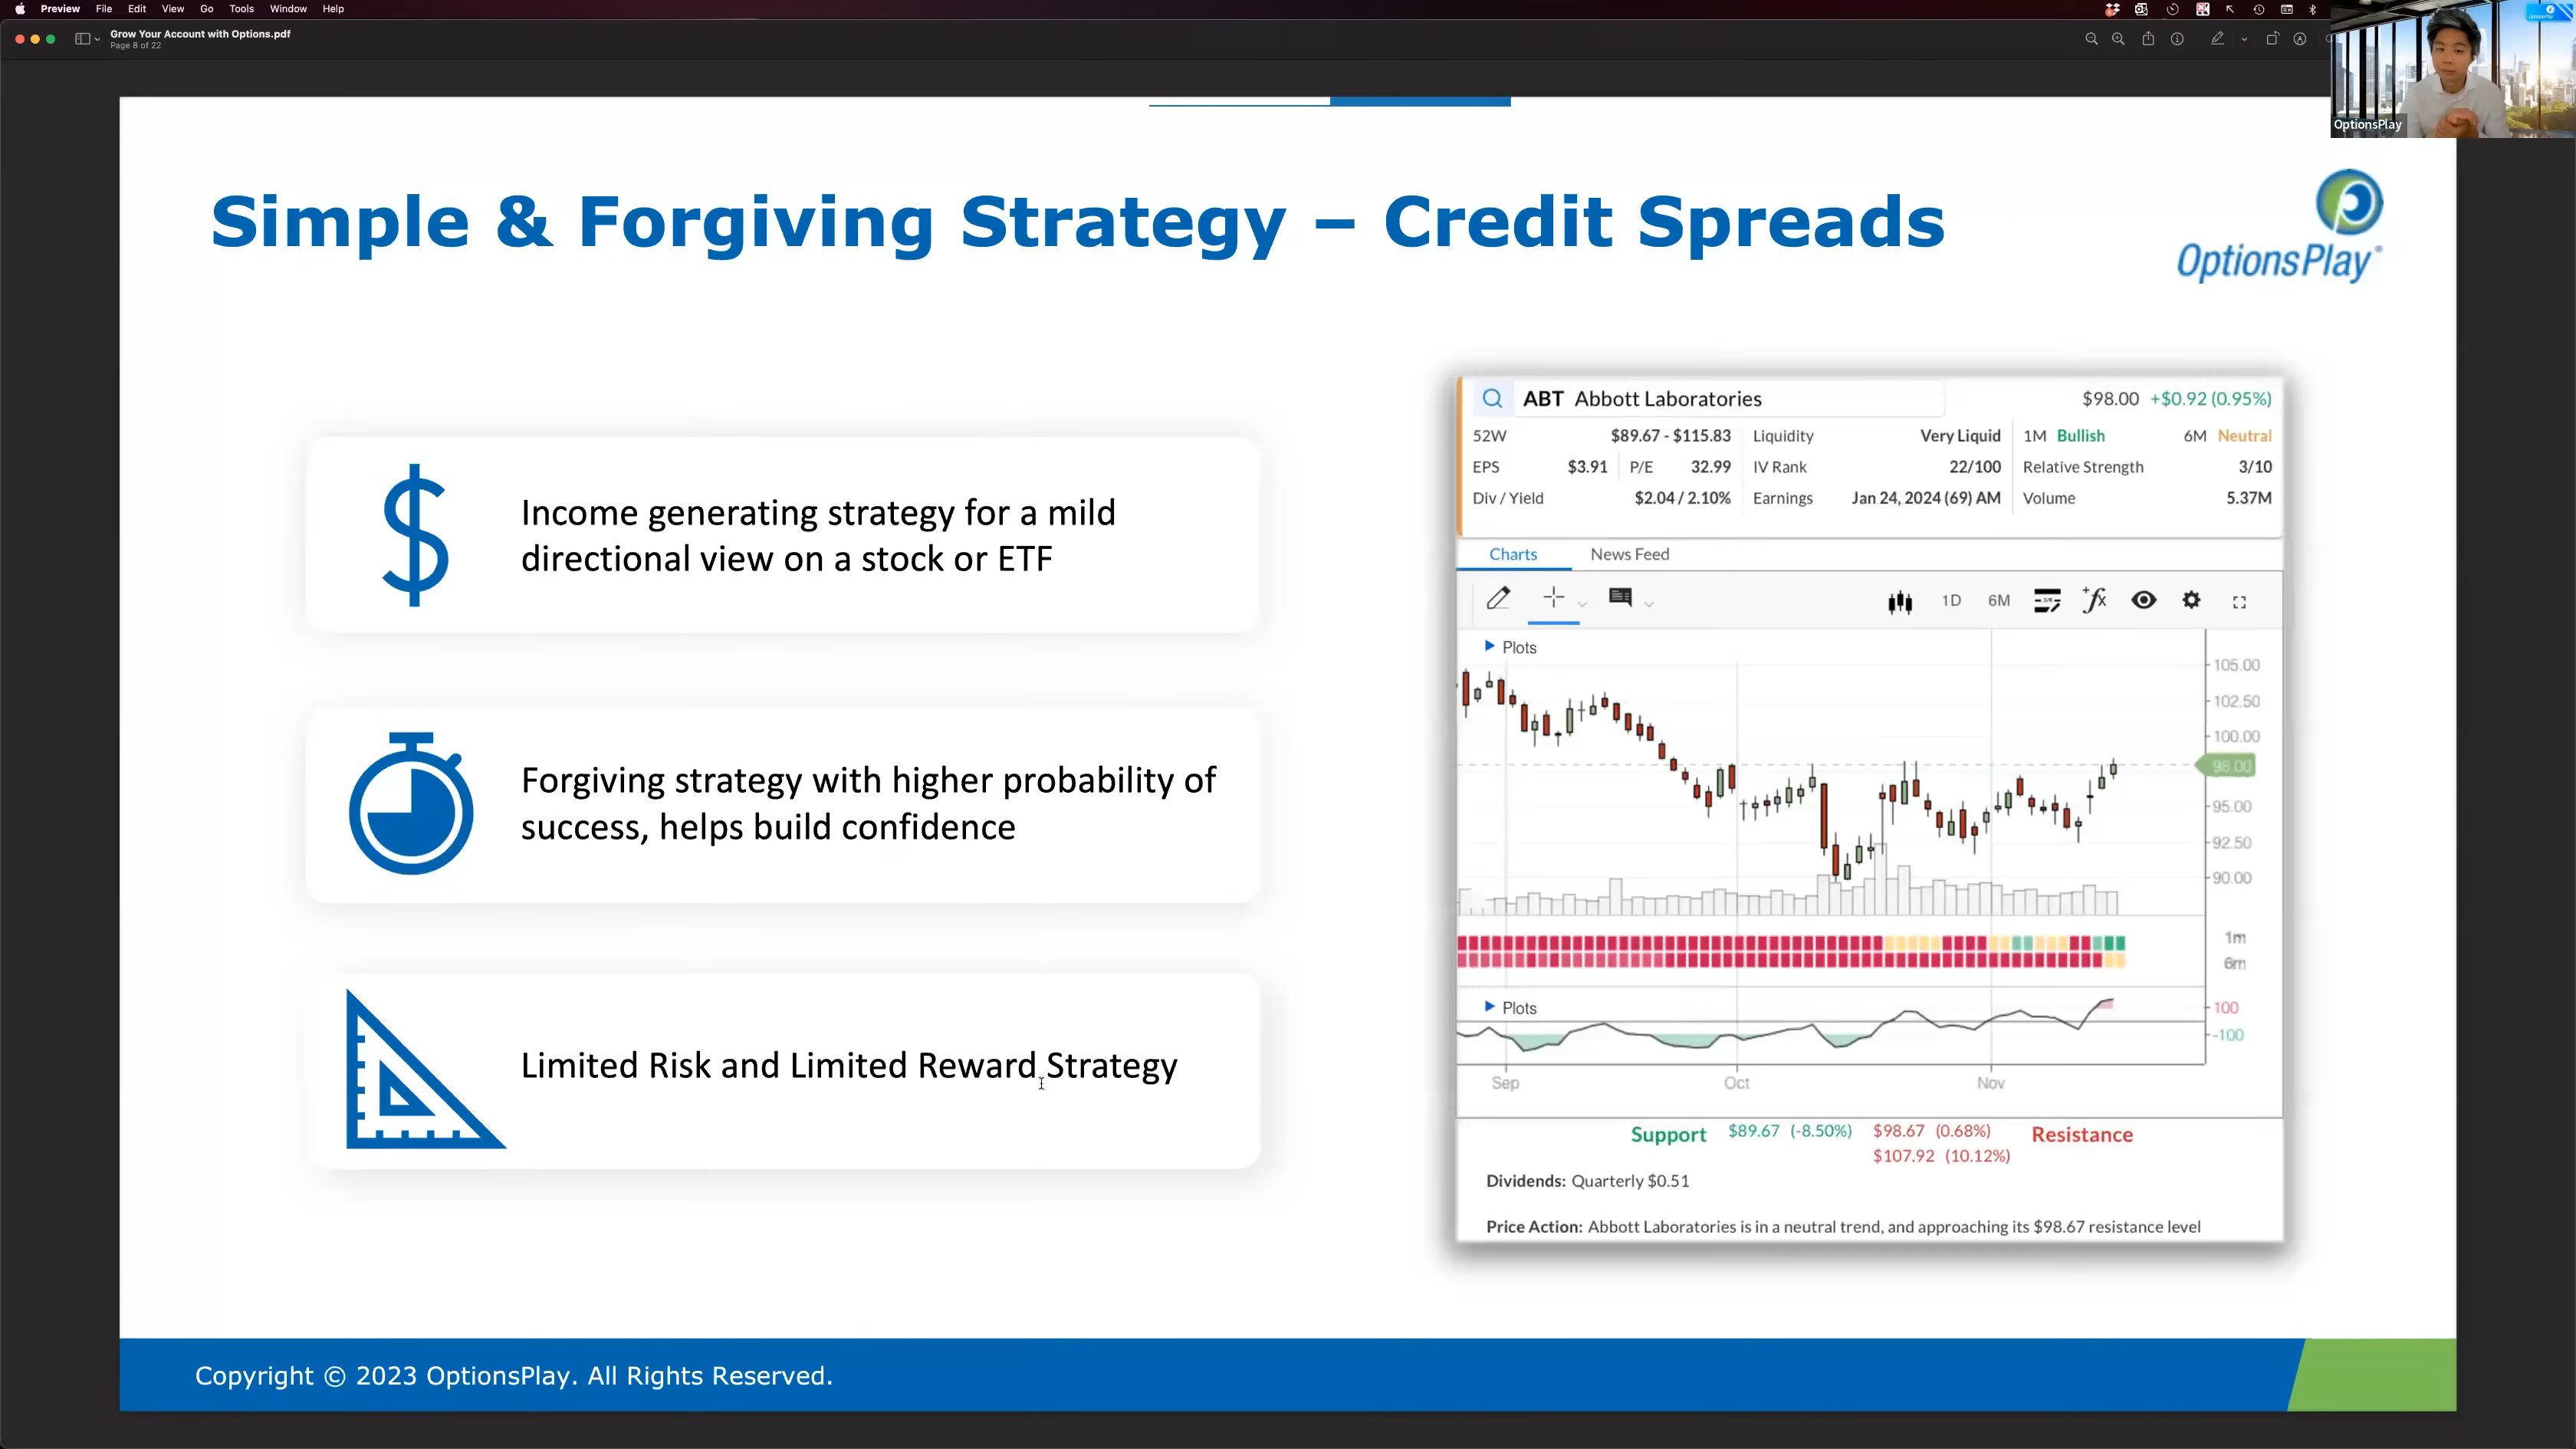 Preview File Edit View Go Tools Window Help
Grow Your Account with Options.pdf
Page 8 of 22
OptionsPlay
Simple & Forgiving Strategy – Credit Spreads
OptionsPlay
Income generating strategy for a mild
directional view on a stock or ETF
Forgiving strategy with higher probability of
success, helps build confidence
Limited Risk and Limited Reward Strategy
ABT Abbott Laboratories $98.00 +$0.92 (0.95%)
52W $89.67 - $115.83 Liquidity Very Liquid 1M Bullish 6M Neutral
EPS $3.91 P/E 32.99 IV Rank 22/100 Relative Strength 3/10
Div / Yield $2.04 / 2.10% Earnings Jan 24, 2024 (69) AM Volume 5.37M
Charts News Feed
1D 6M fx
Plots
105.00
102.50
100.00
98.00
95.00
92.50
90.00
1m
6m
Plots
100
-100
Sep Oct Nov
Support $89.67 (-8.50%) $98.67 (0.68%) Resistance
$107.92 (10.12%)
Dividends: Quarterly $0.51
Price Action: Abbott Laboratories is in a neutral trend, and approaching its $98.67 resistance level
Copyright © 2023 OptionsPlay. All Rights Reserved.